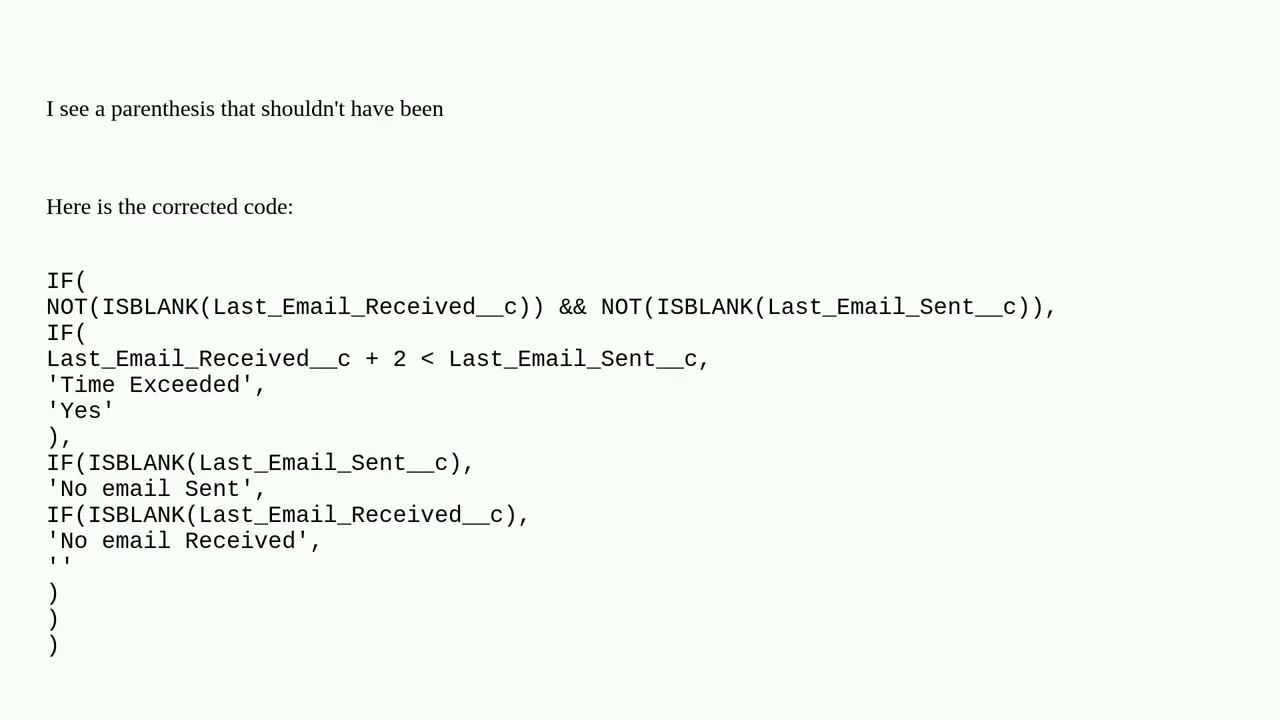 I see a parenthesis that shouldn't have been
Here is the corrected code:
IF(
NOT(ISBLANK(Last_Email_Received__c)) && NOT(ISBLANK(Last_Email_Sent__c)),
IF(
Last_Email_Received__c + 2 < Last_Email_Sent__c,
'Time Exceeded',
'Yes'
),
IF(ISBLANK(Last_Email_Sent__c),
'No email Sent',
IF(ISBLANK(Last_Email_Received__c),
'No email Received',
''
)
)
)